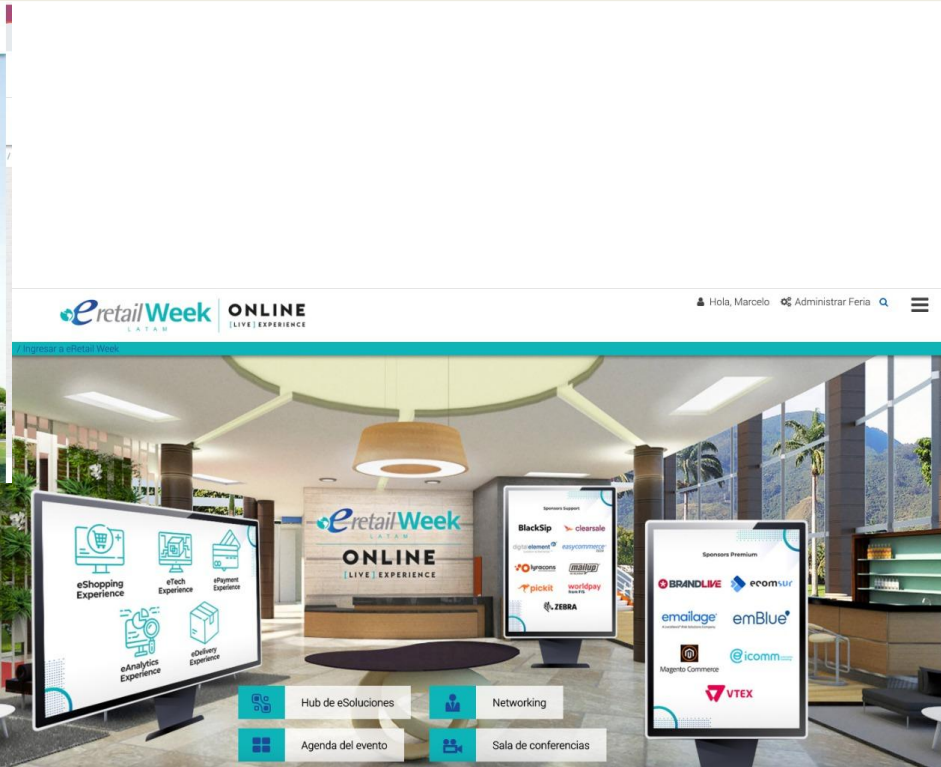 eretailWeek
LATAM
ONLINE
[LIVE] EXPERIENCE
Hola, Marcelo
Administrar Feria
/ Ingresar a eRetail Week
eShopping
Experience
eTech
Experience
ePayment
Experience
eAnalytics
Experience
eDelivery
Experience
eretailWeek
LATAM
ONLINE
[LIVE] EXPERIENCE
Sponsors Support
BlackSip
clearsale
digitalelement
easycommerce
lyracons
mailup
pickit
worldpay
from FIS
ZEBRA
Sponsors Premium
BRANDLIVE
ecomsur
emailage
emBlue
Magento Commerce
icomm
VTEX
Hub de eSoluciones
Networking
Agenda del evento
Sala de conferencias